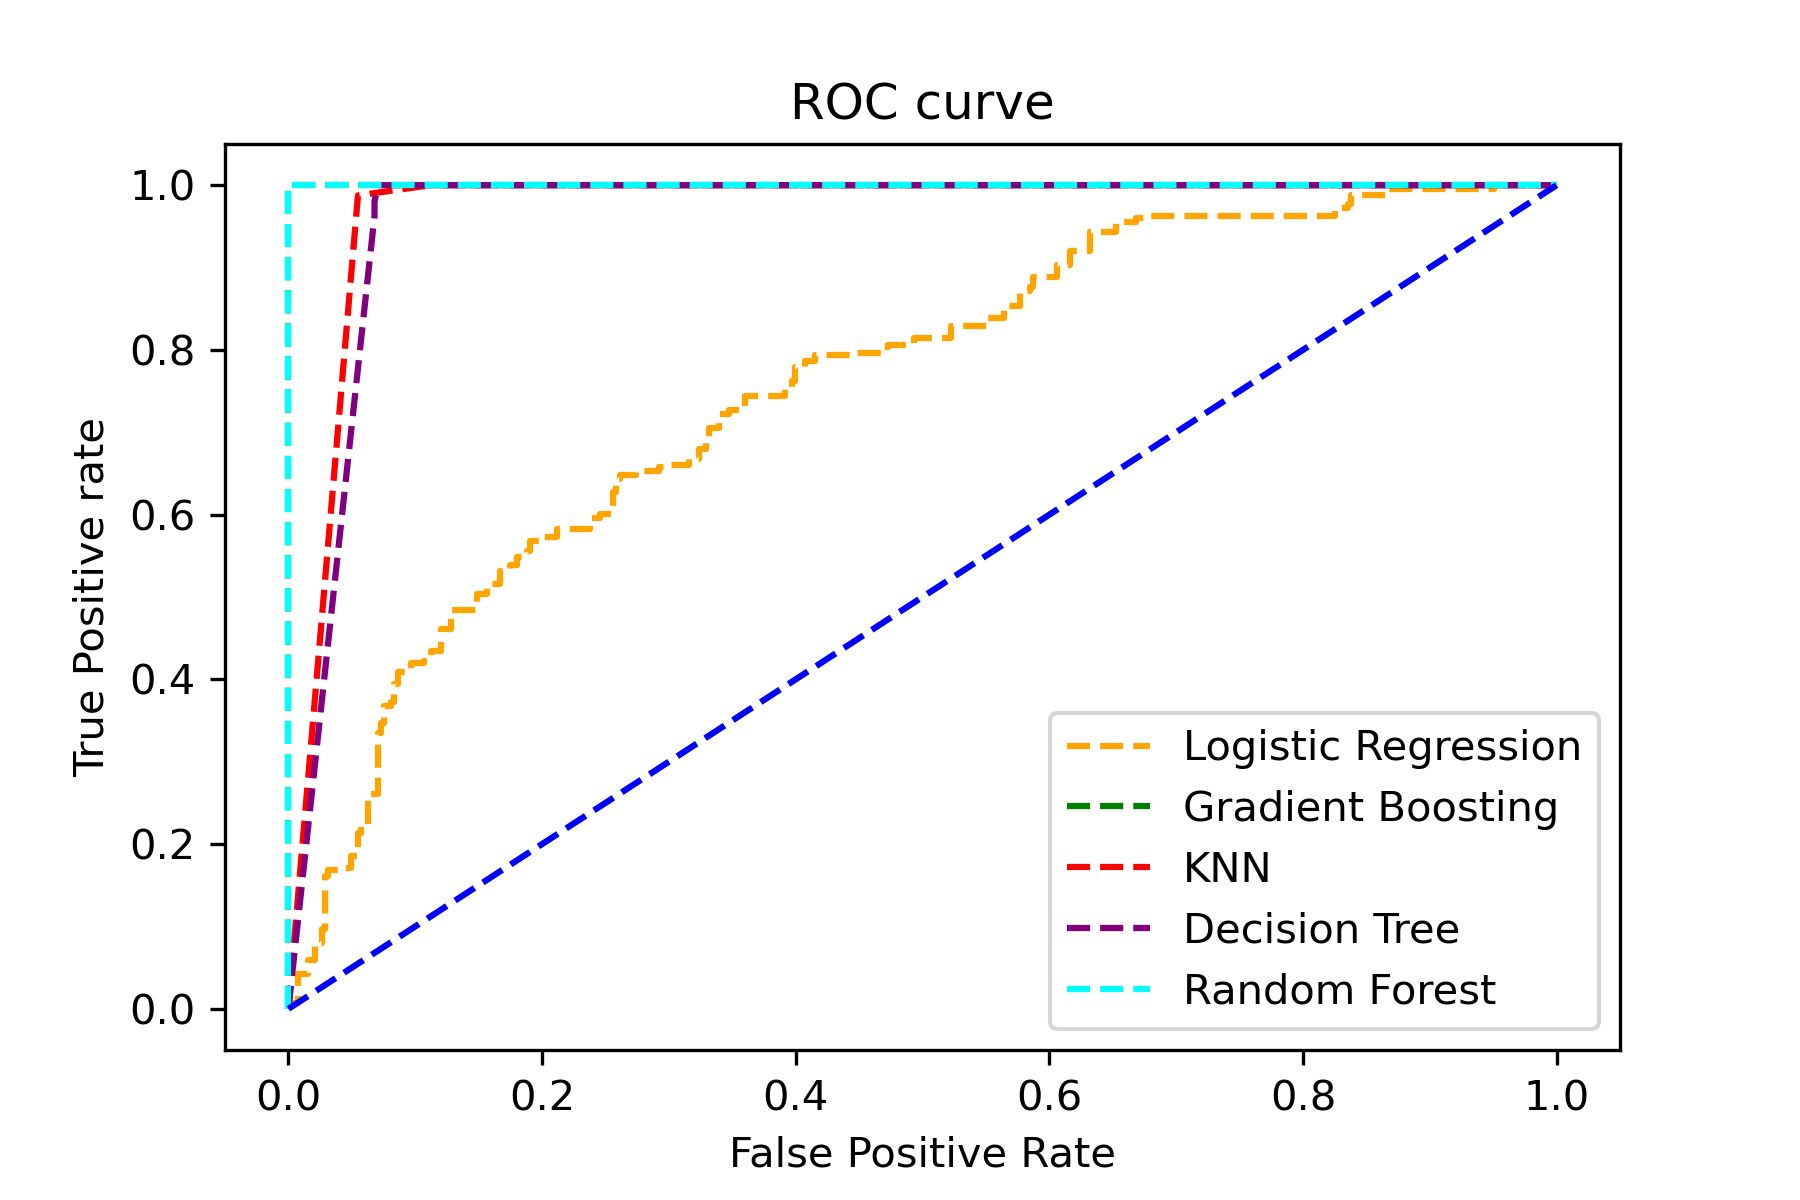 ROC curve
1.0
0.8
0.6
0.4
0.2
0.0
True Positive rate
Logistic Regression
Gradient Boosting
KNN
Decision Tree
Random Forest
0.0 0.2 0.4 0.6 0.8 1.0
False Positive Rate